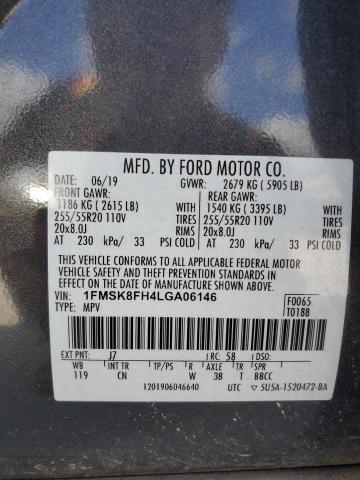 MFD. BY FORD MOTOR CO.
DATE: 06/19 GVWR: 2679 KG ( 5905 LB)
FRONT GAWR: REAR GAWR:
1186 KG ( 2615 LB) 1540 KG ( 3395 LB)
255/55R20 110V TIRES 255/55R20 110V TIRES
20x8.0J RIMS 20x8.0J RIMS
AT 230 kPa/ 33 PSI COLD AT 230 kPa/ 33 PSI COLD
THIS VEHICLE CONFORMS TO ALL APPLICABLE FEDERAL MOTOR
VEHICLE SAFETY AND BUMPER STANDARDS IN
EFFECT ON THE DATE OF MANUFACTURE SHOWN ABOVE.
VIN: 1FMSK8FH4LGA06146 F0065
TYPE: MPV T0188
EXT PNT: J7 RC: 58 DSO:
WB INT TR TP/PS R AXLE TR SPR
119 CN W 3B T BBCC
1201906046640 UTC 5U5A-1520472-BA